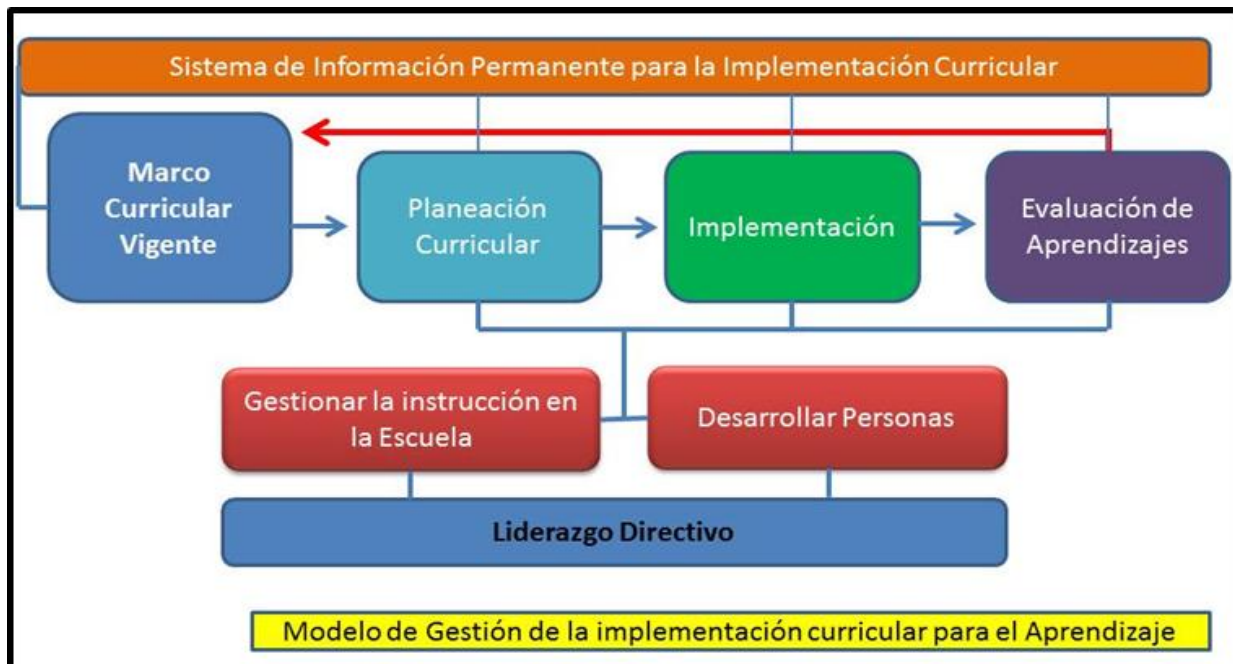 Sistema de Información Permanente para la Implementación Curricular
Marco
Curricular
Vigente
Planeación
Curricular
Implementación
Evaluación de
Aprendizajes
Gestionar la instrucción en
la Escuela
Desarrollar Personas
Liderazgo Directivo
Modelo de Gestión de la implementación curricular para el Aprendizaje